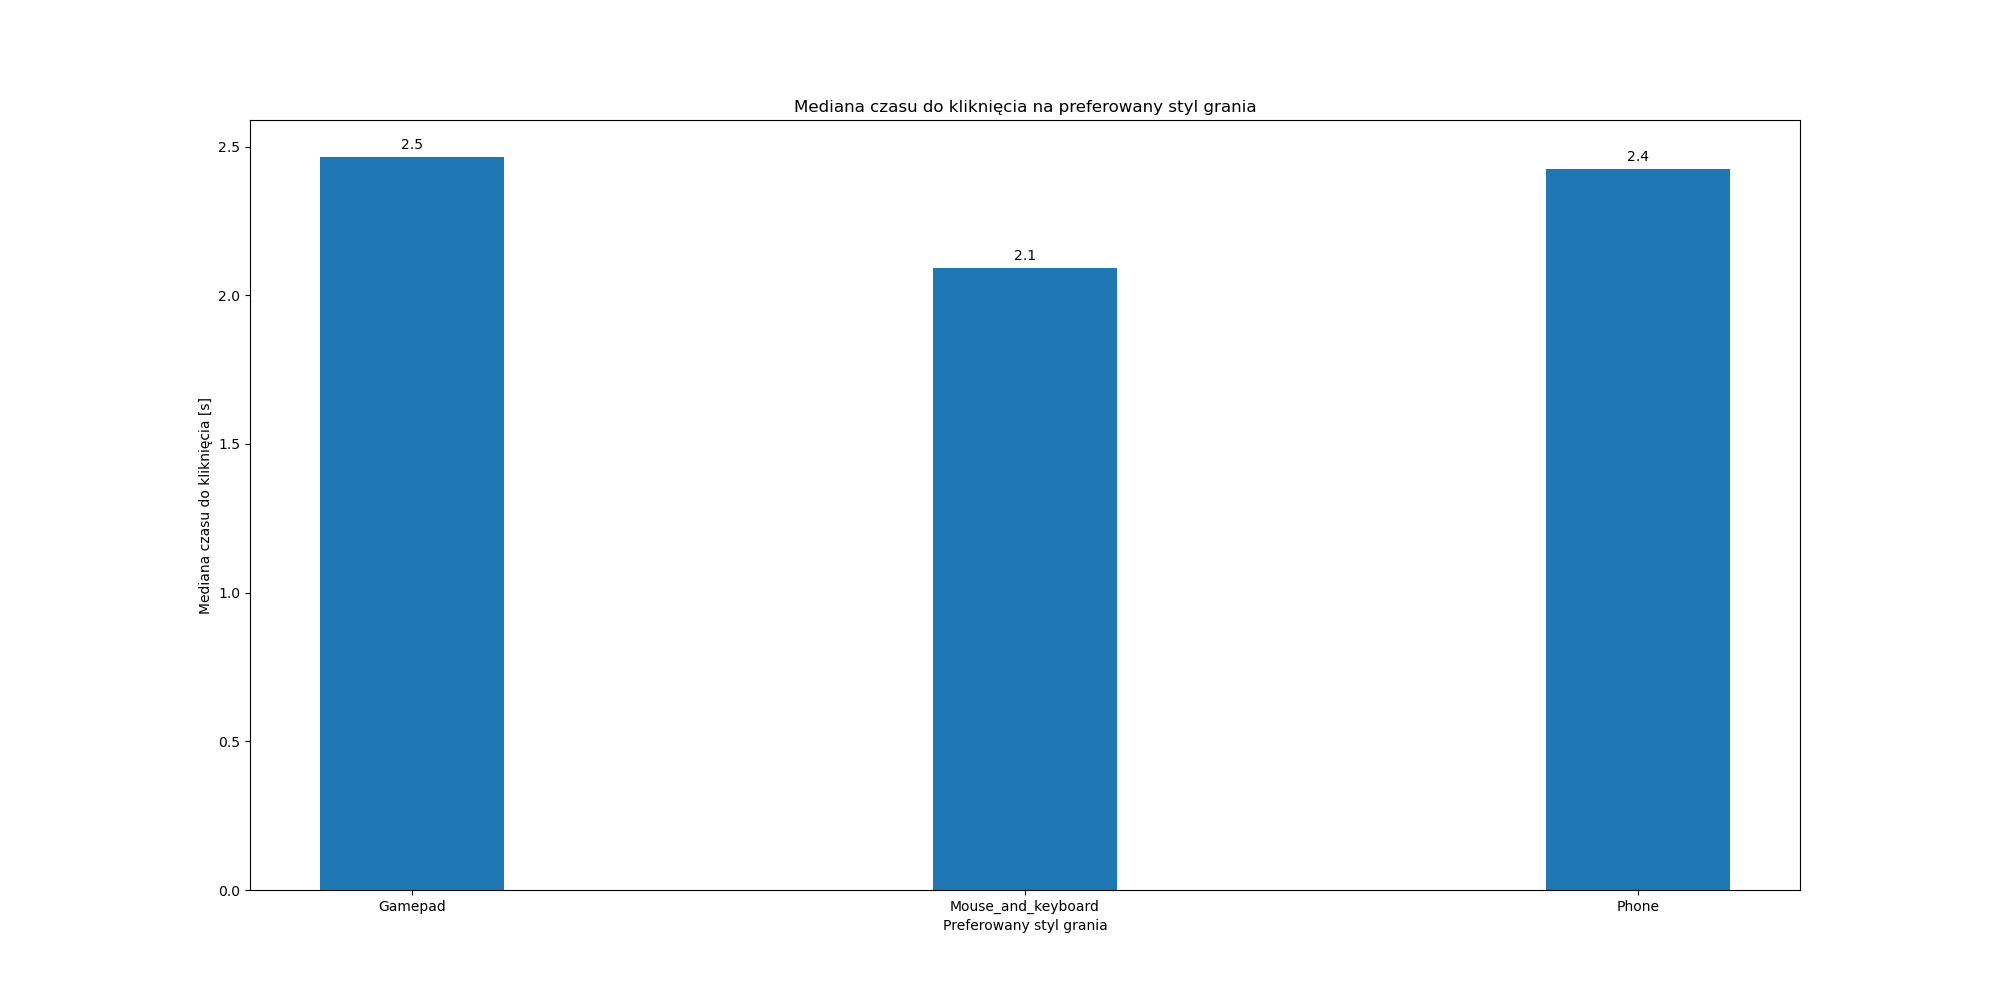 Mediana czasu do kliknięcia na preferowany styl grania
Mediana czasu do kliknięcia [s]
2.5
2.0
1.5
1.0
0.5
0.0
2.5
2.1
2.4
Gamepad
Mouse_and_keyboard
Phone
Preferowany styl grania